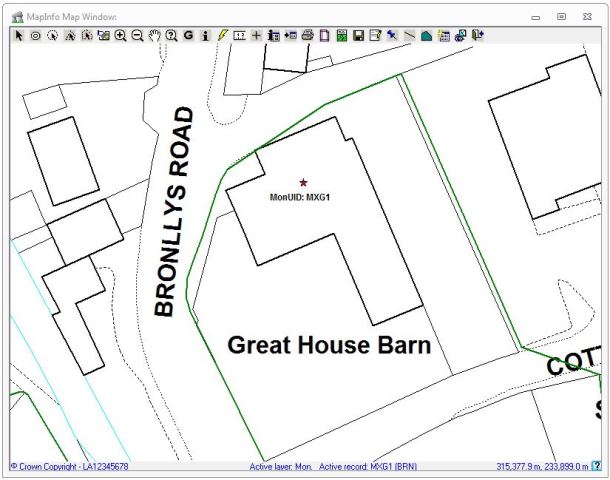 MapInfo Map Window:
G
BRONLLYS ROAD
MonUID: MXG1
Great House Barn
COTT
S
© Crown Copyright - LA12345678
Active layer: Mon. Active record: MXG1 (BRN)
315,377.9 m, 233,899.0 m
?